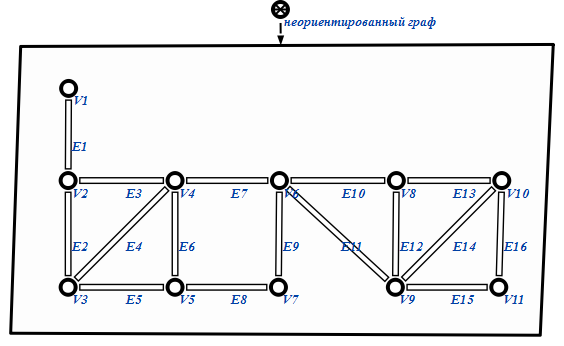 неориентированный граф
V1
E1
V2 E3 V4 E7 V6 E10 V8 E13 V10
E2 E4 E6 E9 E11 E12 E14 E16
V3 E5 V5 E8 V7 V9 E15 V11